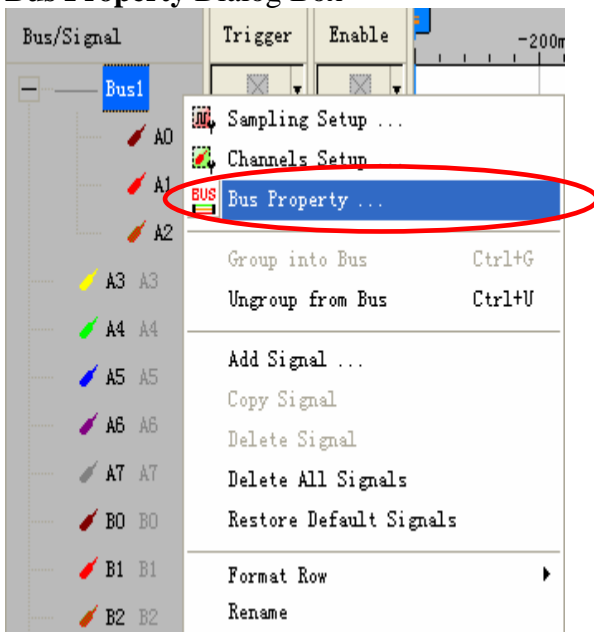 Bus Property Dialog Box
Bus/Signal Trigger Enable -200m
Bus1
Sampling Setup ...
A0
Channels Setup ...
A1
BUS Bus Property ...
A2
Group into Bus Ctrl+G
A3 A3
Ungroup from Bus Ctrl+U
A4 A4
Add Signal ...
A5 A5
Copy Signal
A6 A6
Delete Signal
A7 A7
Delete All Signals
B0 B0
Restore Default Signals
B1 B1
Format Row
B2 B2
Rename